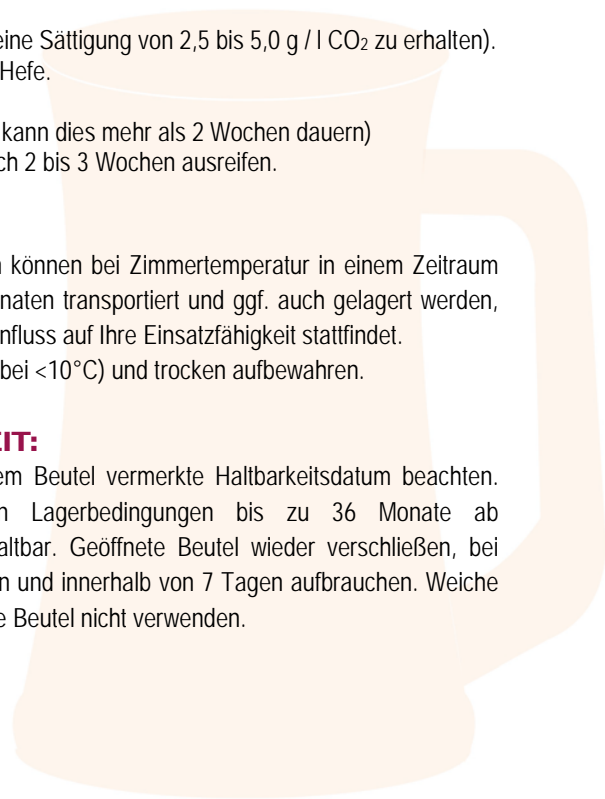 eine Sättigung von 2,5 bis 5,0 g / l CO₂ zu erhalten).
Hefe.
kann dies mehr als 2 Wochen dauern)
ch 2 bis 3 Wochen ausreifen.
können bei Zimmertemperatur in einem Zeitraum
naten transportiert und ggf. auch gelagert werden,
nfluss auf Ihre Einsatzfähigkeit stattfindet.
bei <10°C) und trocken aufbewahren.
EIT:
em Beutel vermerkte Haltbarkeitsdatum beachten.
n Lagerbedingungen bis zu 36 Monate ab
altbar. Geöffnete Beutel wieder verschließen, bei
n und innerhalb von 7 Tagen aufbrauchen. Weiche
e Beutel nicht verwenden.